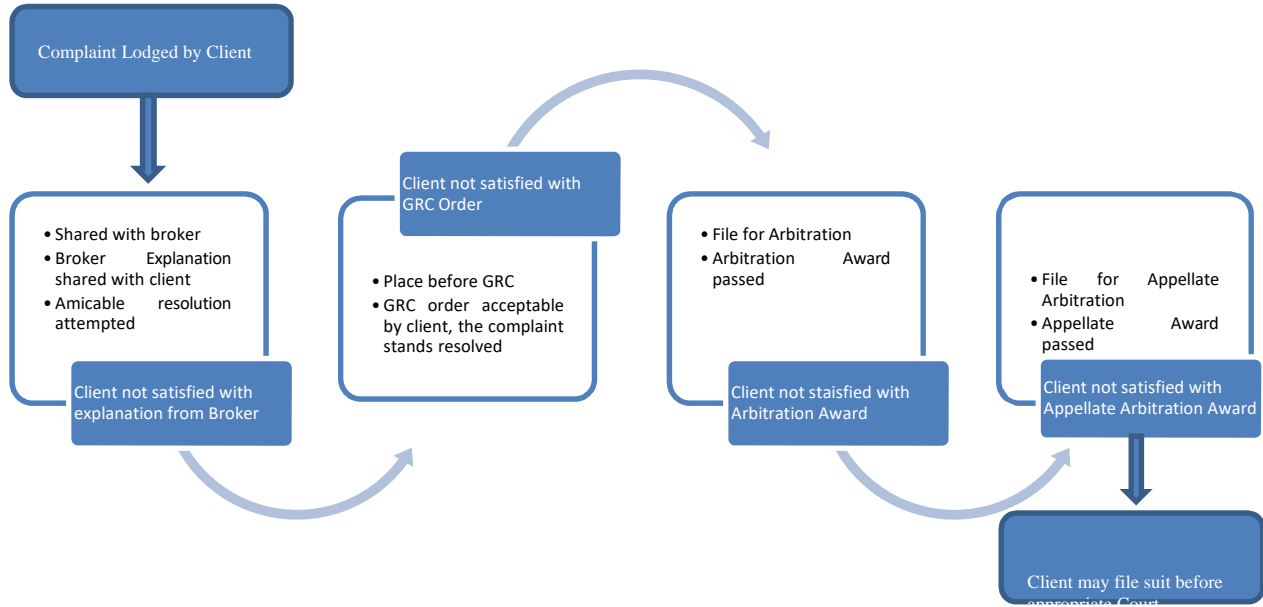 Complaint Lodged by Client
• Shared with broker
• Broker Explanation
shared with client
• Amicable resolution
attempted
Client not satisfied with
explanation from Broker
Client not satisfied with
GRC Order
• Place before GRC
• GRC order acceptable
by client, the complaint
stands resolved
• File for Arbitration
• Arbitration Award
passed
Client not staisfied with
Arbitration Award
• File for Appellate
Arbitration
• Appellate Award
passed
Client not satisfied with
Appellate Arbitration Award
Client may file suit before
appropriate Court